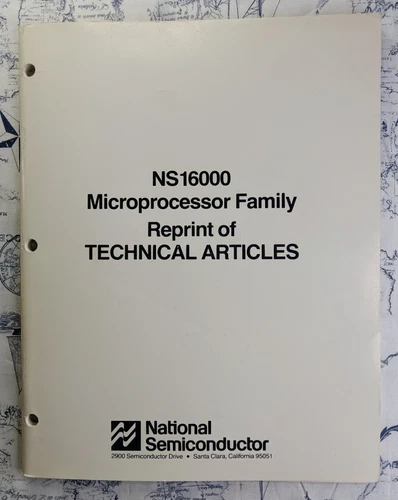 NS16000
Microprocessor Family
Reprint of
TECHNICAL ARTICLES
National
Semiconductor
2900 Semiconductor Drive • Santa Clara, California 95051